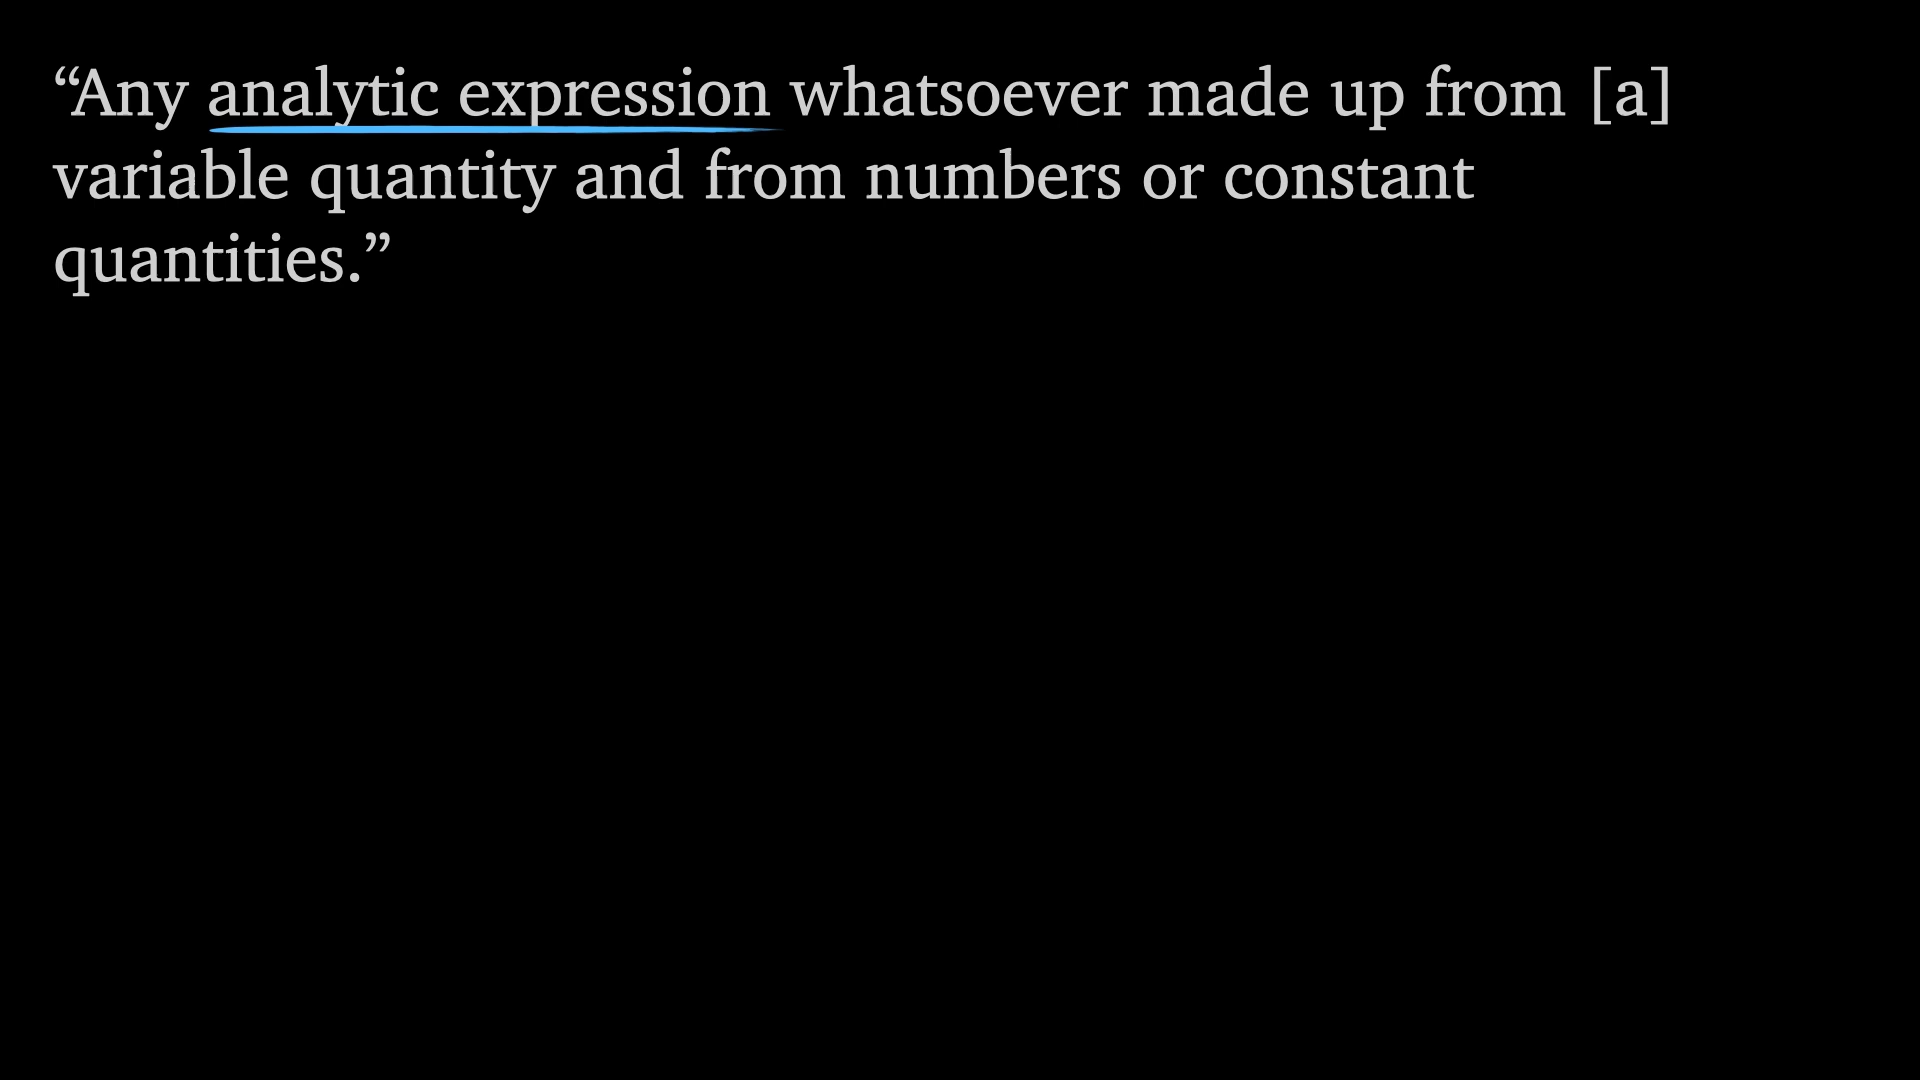 “Any analytic expression whatsoever made up from [a]
variable quantity and from numbers or constant
quantities.”